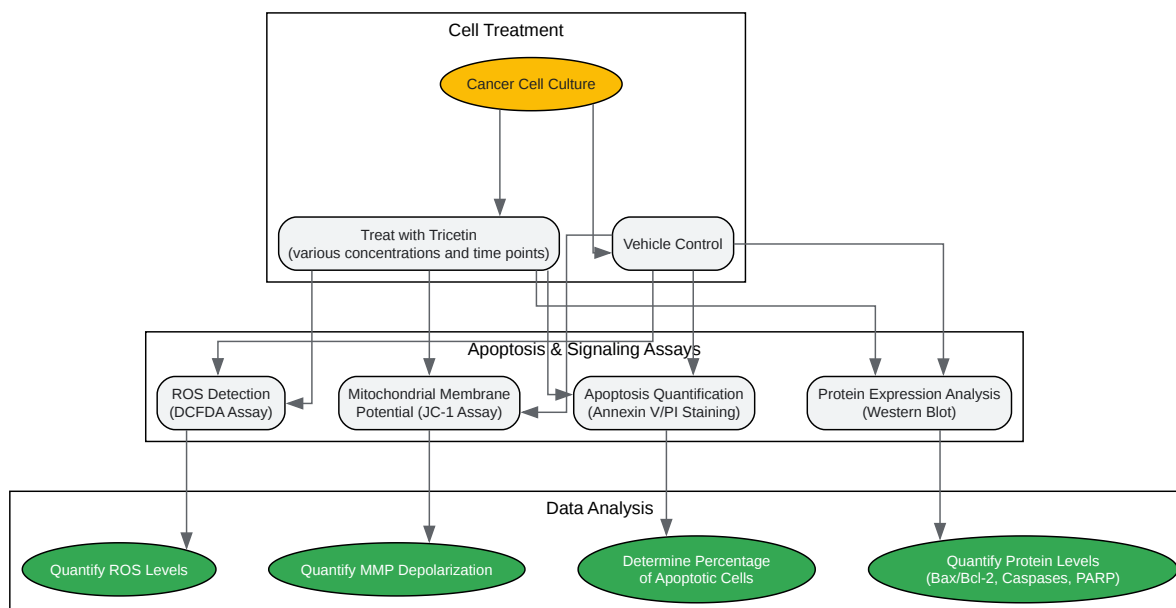 Cell Treatment
Cancer Cell Culture
Treat with Tricetin
(various concentrations and time points)
Vehicle Control
Apoptosis & Signaling Assays
ROS Detection
(DCFDA Assay)
Mitochondrial Membrane
Potential (JC-1 Assay)
Apoptosis Quantification
(Annexin V/PI Staining)
Protein Expression Analysis
(Western Blot)
Data Analysis
Quantify ROS Levels
Quantify MMP Depolarization
Determine Percentage
of Apoptotic Cells
Quantify Protein Levels
(Bax/Bcl-2, Caspases, PARP)